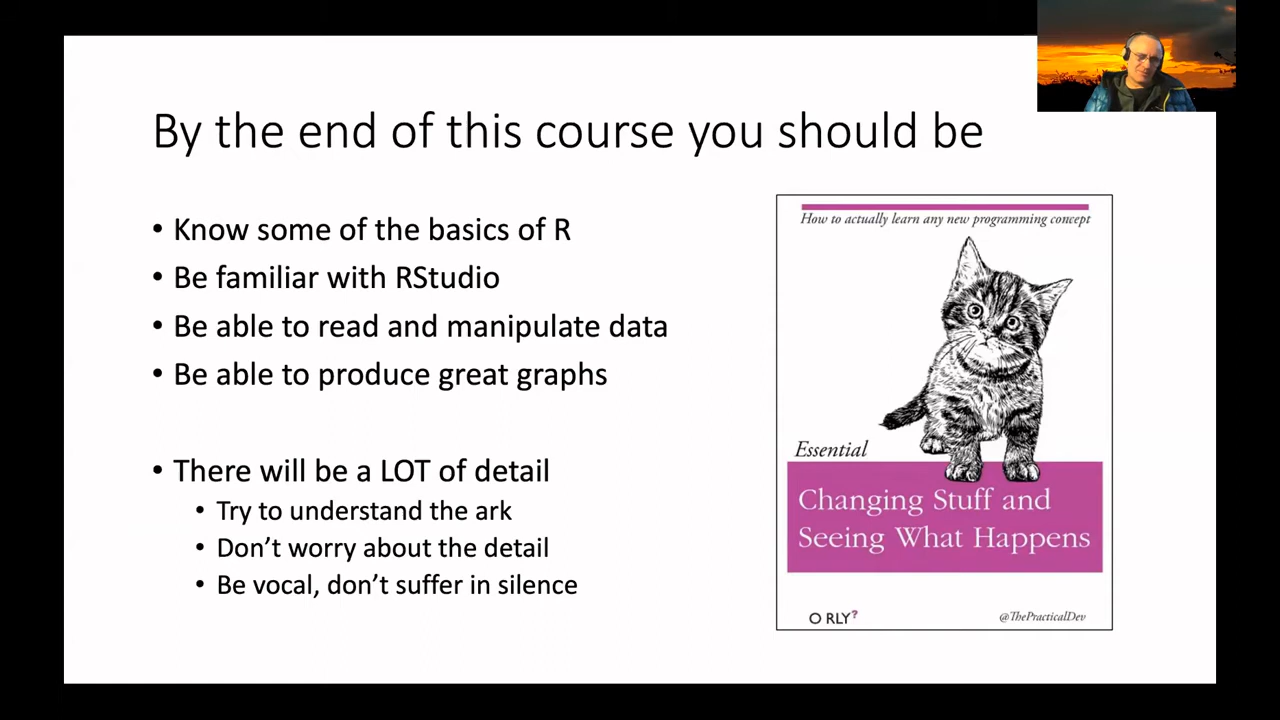 By the end of this course you should be
• Know some of the basics of R
• Be familiar with RStudio
• Be able to read and manipulate data
• Be able to produce great graphs
• There will be a LOT of detail
• Try to understand the ark
• Don’t worry about the detail
• Be vocal, don’t suffer in silence
How to actually learn any new programming concept
Essential
Changing Stuff and
Seeing What Happens
O RLY?
@ThePracticalDev